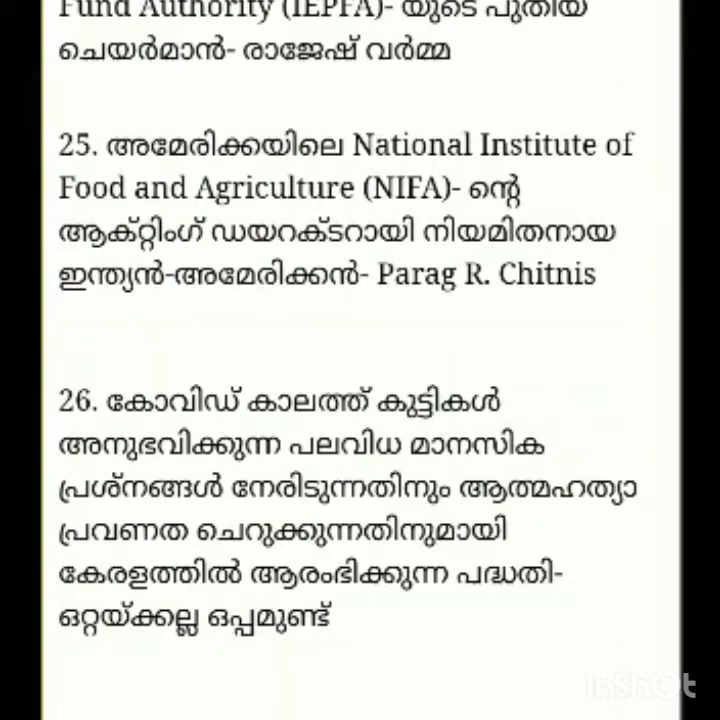 Fund Authority (IEPFA)- യുടെ പുതിയ
ചെയർമാൻ- രാജേഷ് വർമ്മ
25. അമേരിക്കയിലെ National Institute of
Food and Agriculture (NIFA)- ന്റെ
ആക്റ്റിംഗ് ഡയറക്ടറായി നിയമിതനായ
ഇന്ത്യൻ-അമേരിക്കൻ- Parag R. Chitnis
26. കോവിഡ് കാലത്ത് കുട്ടികൾ
അനുഭവിക്കുന്ന പലവിധ മാനസിക
പ്രശ്നങ്ങൾ നേരിടുന്നതിനും ആത്മഹത്യാ
പ്രവണത ചെറുക്കുന്നതിനുമായി
കേരളത്തിൽ ആരംഭിക്കുന്ന പദ്ധതി-
ഒറ്റയ്ക്കല്ല ഒപ്പമുണ്ട്